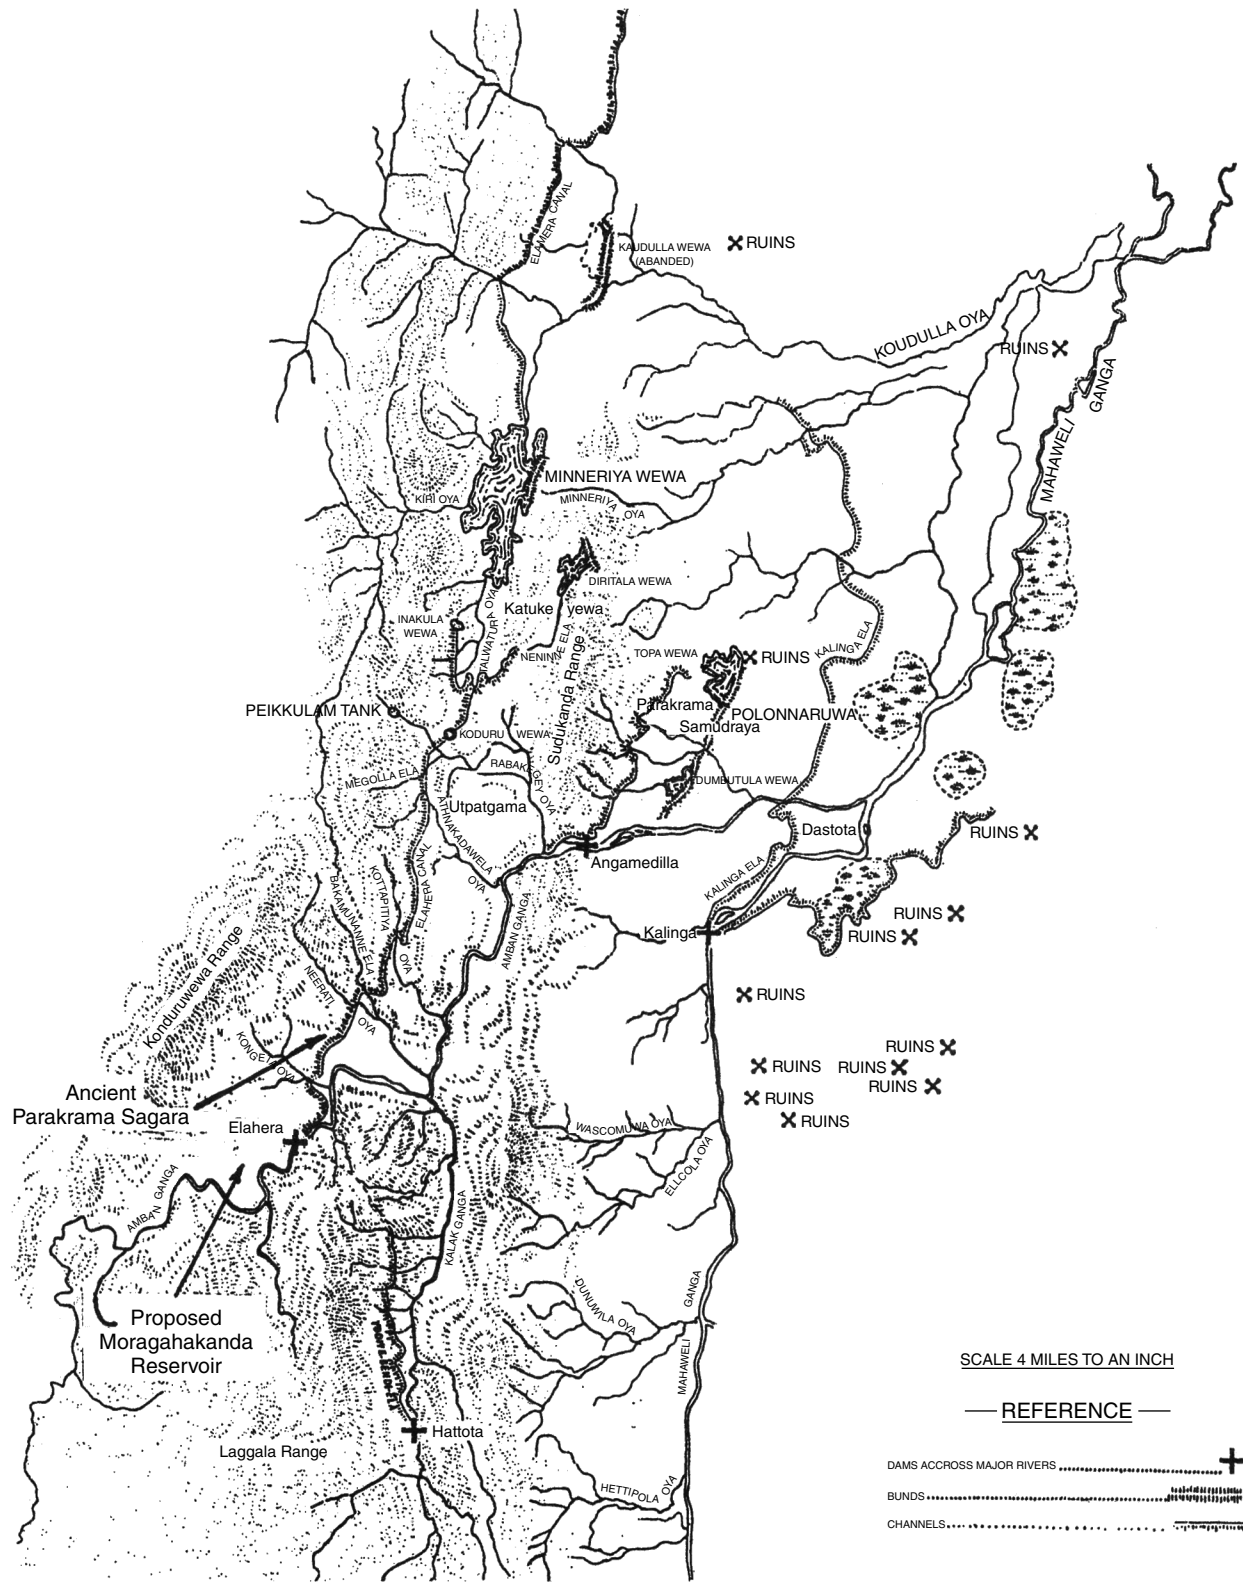 ELAMERA CANAL
KAUDULLA WEWA
(ABANDED)
RUINS
KOUDULLA OYA
RUINS
MAHAWELI GANGA
MINNERIYA WEWA
KIRI OYA
MINNERIYA OYA
DIRITALA WEWA
Katuke yewa
INAKULA
WEWA
TALWATURA OYA
NENINNE ELA
Sudukanda Range
TOPA WEWA
RUINS
KALINGA ELA
PEIKKULAM TANK
Parakrama
Samudraya
POLONNARUWA
KODURU WEWA
RABAKEGEY OYA
MEGOLLA ELA
DUMBUTULA WEWA
Utpatgama
ATHNAKADAWELA
OYA
Dastota
RUINS
Angamedilla
KALINGA ELA
BAKAMUNANNE ELA
KOTTAPITIYA
OYA
ELAHERA CANAL
AMBAN GANGA
RUINS
Kalinga
RUINS
Konduruwewa Range
NEERATI
OYA
RUINS
KONGETA OYA
RUINS
RUINS
RUINS
RUINS
Ancient
Parakrama Sagara
RUINS
RUINS
Elahera
WASCOMUWA OYA
ELLCOLA OYA
AMBAN GANGA
KALAK GANGA
DUNUWILA OYA
MAHAWELI GANGA
Proposed
Moragahakanda
Reservoir
SCALE 4 MILES TO AN INCH
REFERENCE
Hattota
Laggala Range
DAMS ACCROSS MAJOR RIVERS
HETTIPOLA OYA
BUNDS
CHANNELS